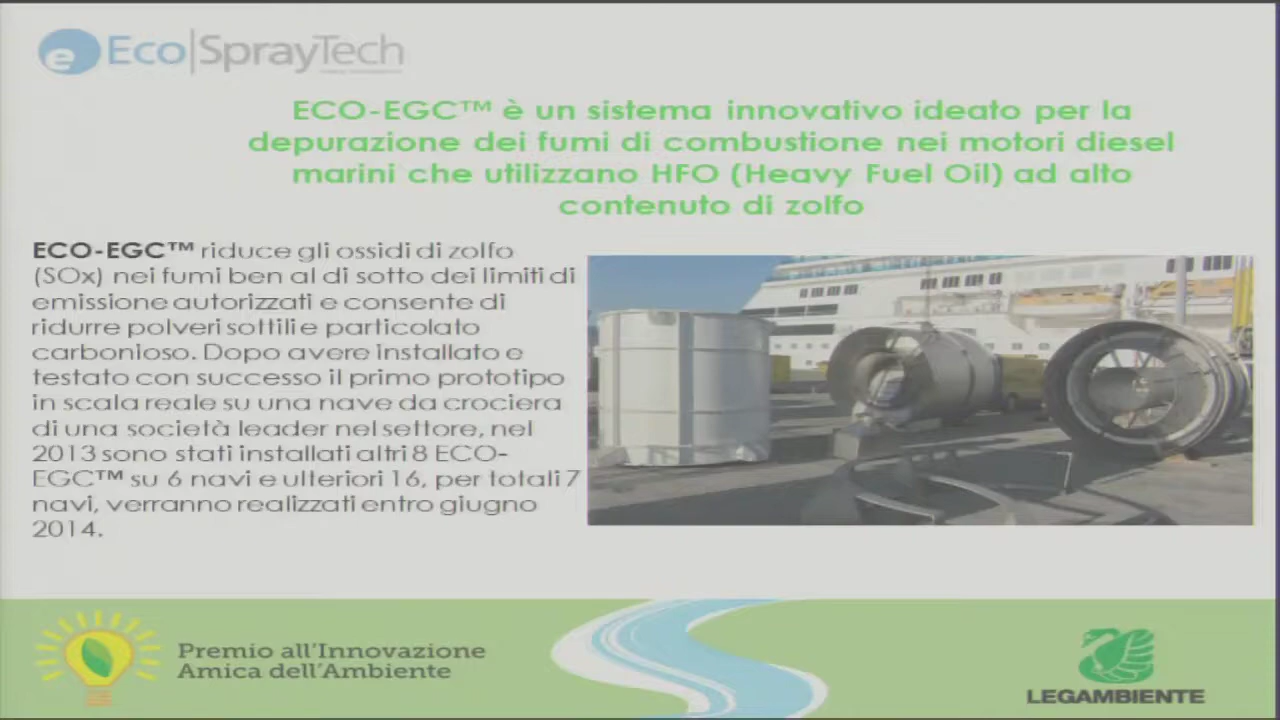 Eco|SprayTech
ECO-EGC™ è un sistema innovativo ideato per la
depurazione dei fumi di combustione nei motori diesel
marini che utilizzano HFO (Heavy Fuel Oil) ad alto
contenuto di zolfo
ECO-EGC™ riduce gli ossidi di zolfo
(SOx) nei fumi ben al di sotto dei limiti di
emissione autorizzati e consente di
ridurre polveri sottili e particolato
carbonioso. Dopo avere installato e
testato con successo il primo prototipo
in scala reale su una nave da crociera
di una società leader nel settore, nel
2013 sono stati installati altri 8 ECO-
EGC™ su 6 navi e ulteriori 16, per totali 7
navi, verranno realizzati entro giugno
2014.
Premio all'Innovazione
Amica dell'Ambiente
LEGAMBIENTE